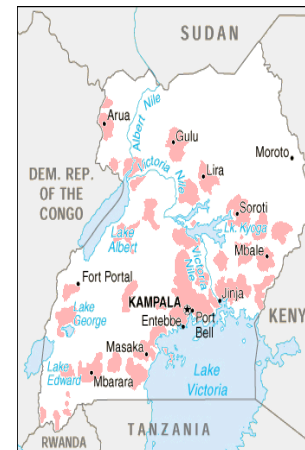 SUDAN
Arua
Albert Nile
Gulu
Moroto
Victoria Nile
Lira
DEM. REP.
OF THE
CONGO
Soroti
Lk. Kyoga
Lake
Albert
Victoria Nile
Mbale
Fort Portal
KAMPALA
Jinja
Lake
George
Port
Bell
Entebbe
KENY
Masaka
Lake
Edward
Mbarara
Lake
Victoria
RWANDA
TANZANIA